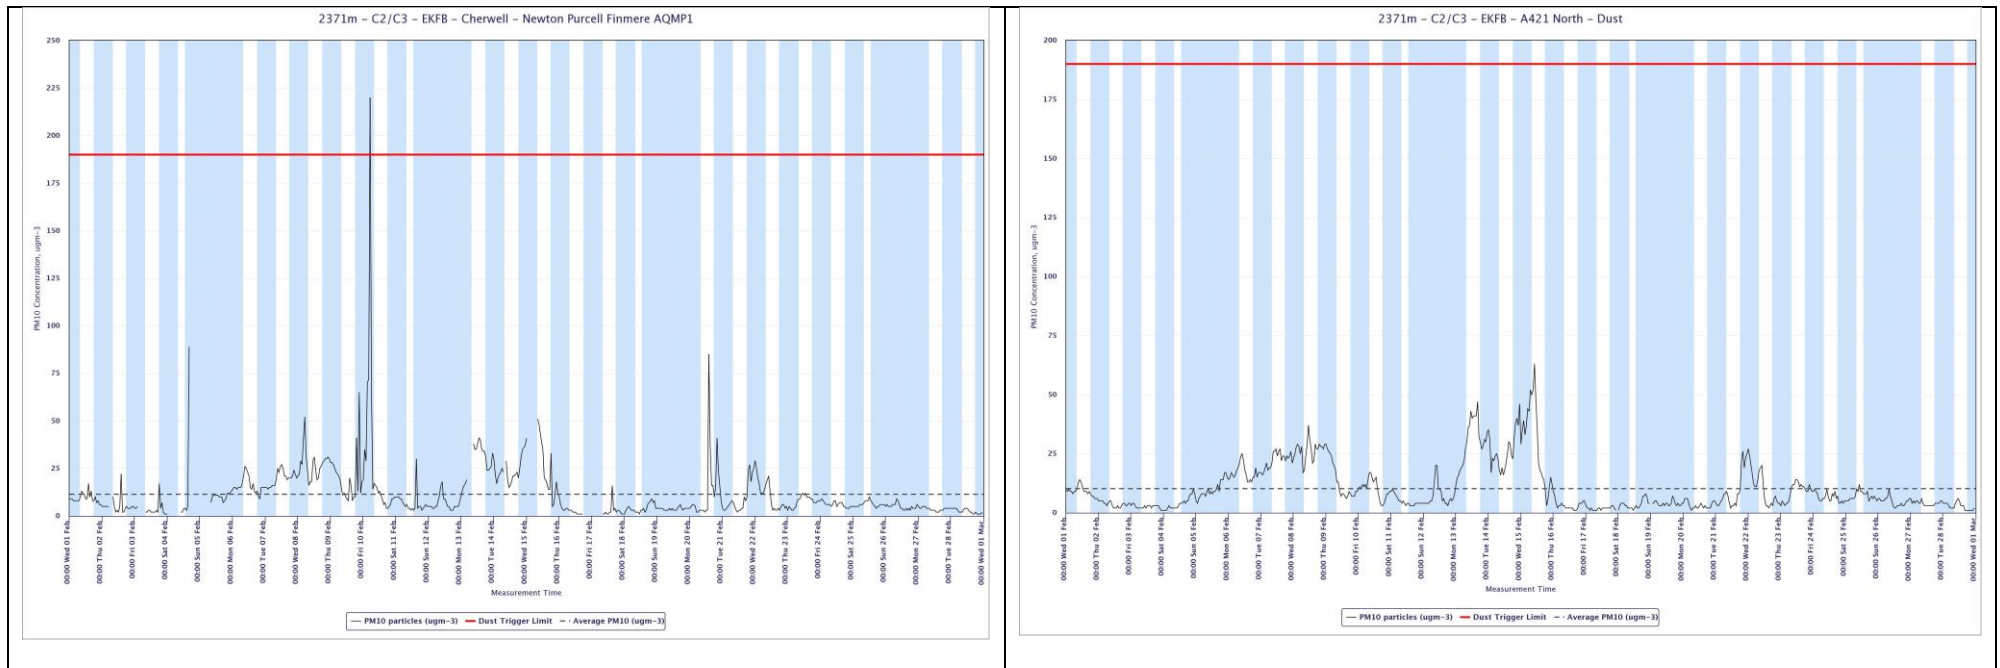 2371m – C2/C3 – EKFB – Cherwell – Newton Purcell Finmere AQMP1
250
225
200
175
150
125
100
75
50
25
0
PM10 Concentration, ugm-3
00:00 Wed 01 Feb
00:00 Thu 02 Feb
00:00 Fri 03 Feb
00:00 Sat 04 Feb
00:00 Sun 05 Feb
00:00 Mon 06 Feb
00:00 Tue 07 Feb
00:00 Wed 08 Feb
00:00 Thu 09 Feb
00:00 Fri 10 Feb
00:00 Sat 11 Feb
00:00 Sun 12 Feb
00:00 Mon 13 Feb
00:00 Tue 14 Feb
00:00 Wed 15 Feb
00:00 Thu 16 Feb
00:00 Fri 17 Feb
00:00 Sat 18 Feb
00:00 Sun 19 Feb
00:00 Mon 20 Feb
00:00 Tue 21 Feb
00:00 Wed 22 Feb
00:00 Thu 23 Feb
00:00 Fri 24 Feb
00:00 Sat 25 Feb
00:00 Sun 26 Feb
00:00 Mon 27 Feb
00:00 Tue 28 Feb
00:00 Wed 01 Mar
Measurement Time
PM10 particles (ugm-3) Dust Trigger Limit Average PM10 (ugm-3)
2371m – C2/C3 – EKFB – A421 North – Dust
200
175
150
125
100
75
50
25
0
PM10 Concentration, ugm-3
00:00 Wed 01 Feb
00:00 Thu 02 Feb
00:00 Fri 03 Feb
00:00 Sat 04 Feb
00:00 Sun 05 Feb
00:00 Mon 06 Feb
00:00 Tue 07 Feb
00:00 Wed 08 Feb
00:00 Thu 09 Feb
00:00 Fri 10 Feb
00:00 Sat 11 Feb
00:00 Sun 12 Feb
00:00 Mon 13 Feb
00:00 Tue 14 Feb
00:00 Wed 15 Feb
00:00 Thu 16 Feb
00:00 Fri 17 Feb
00:00 Sat 18 Feb
00:00 Sun 19 Feb
00:00 Mon 20 Feb
00:00 Tue 21 Feb
00:00 Wed 22 Feb
00:00 Thu 23 Feb
00:00 Fri 24 Feb
00:00 Sat 25 Feb
00:00 Sun 26 Feb
00:00 Mon 27 Feb
00:00 Tue 28 Feb
00:00 Wed 01 Mar
Measurement Time
PM10 particles (ugm-3) Dust Trigger Limit Average PM10 (ugm-3)